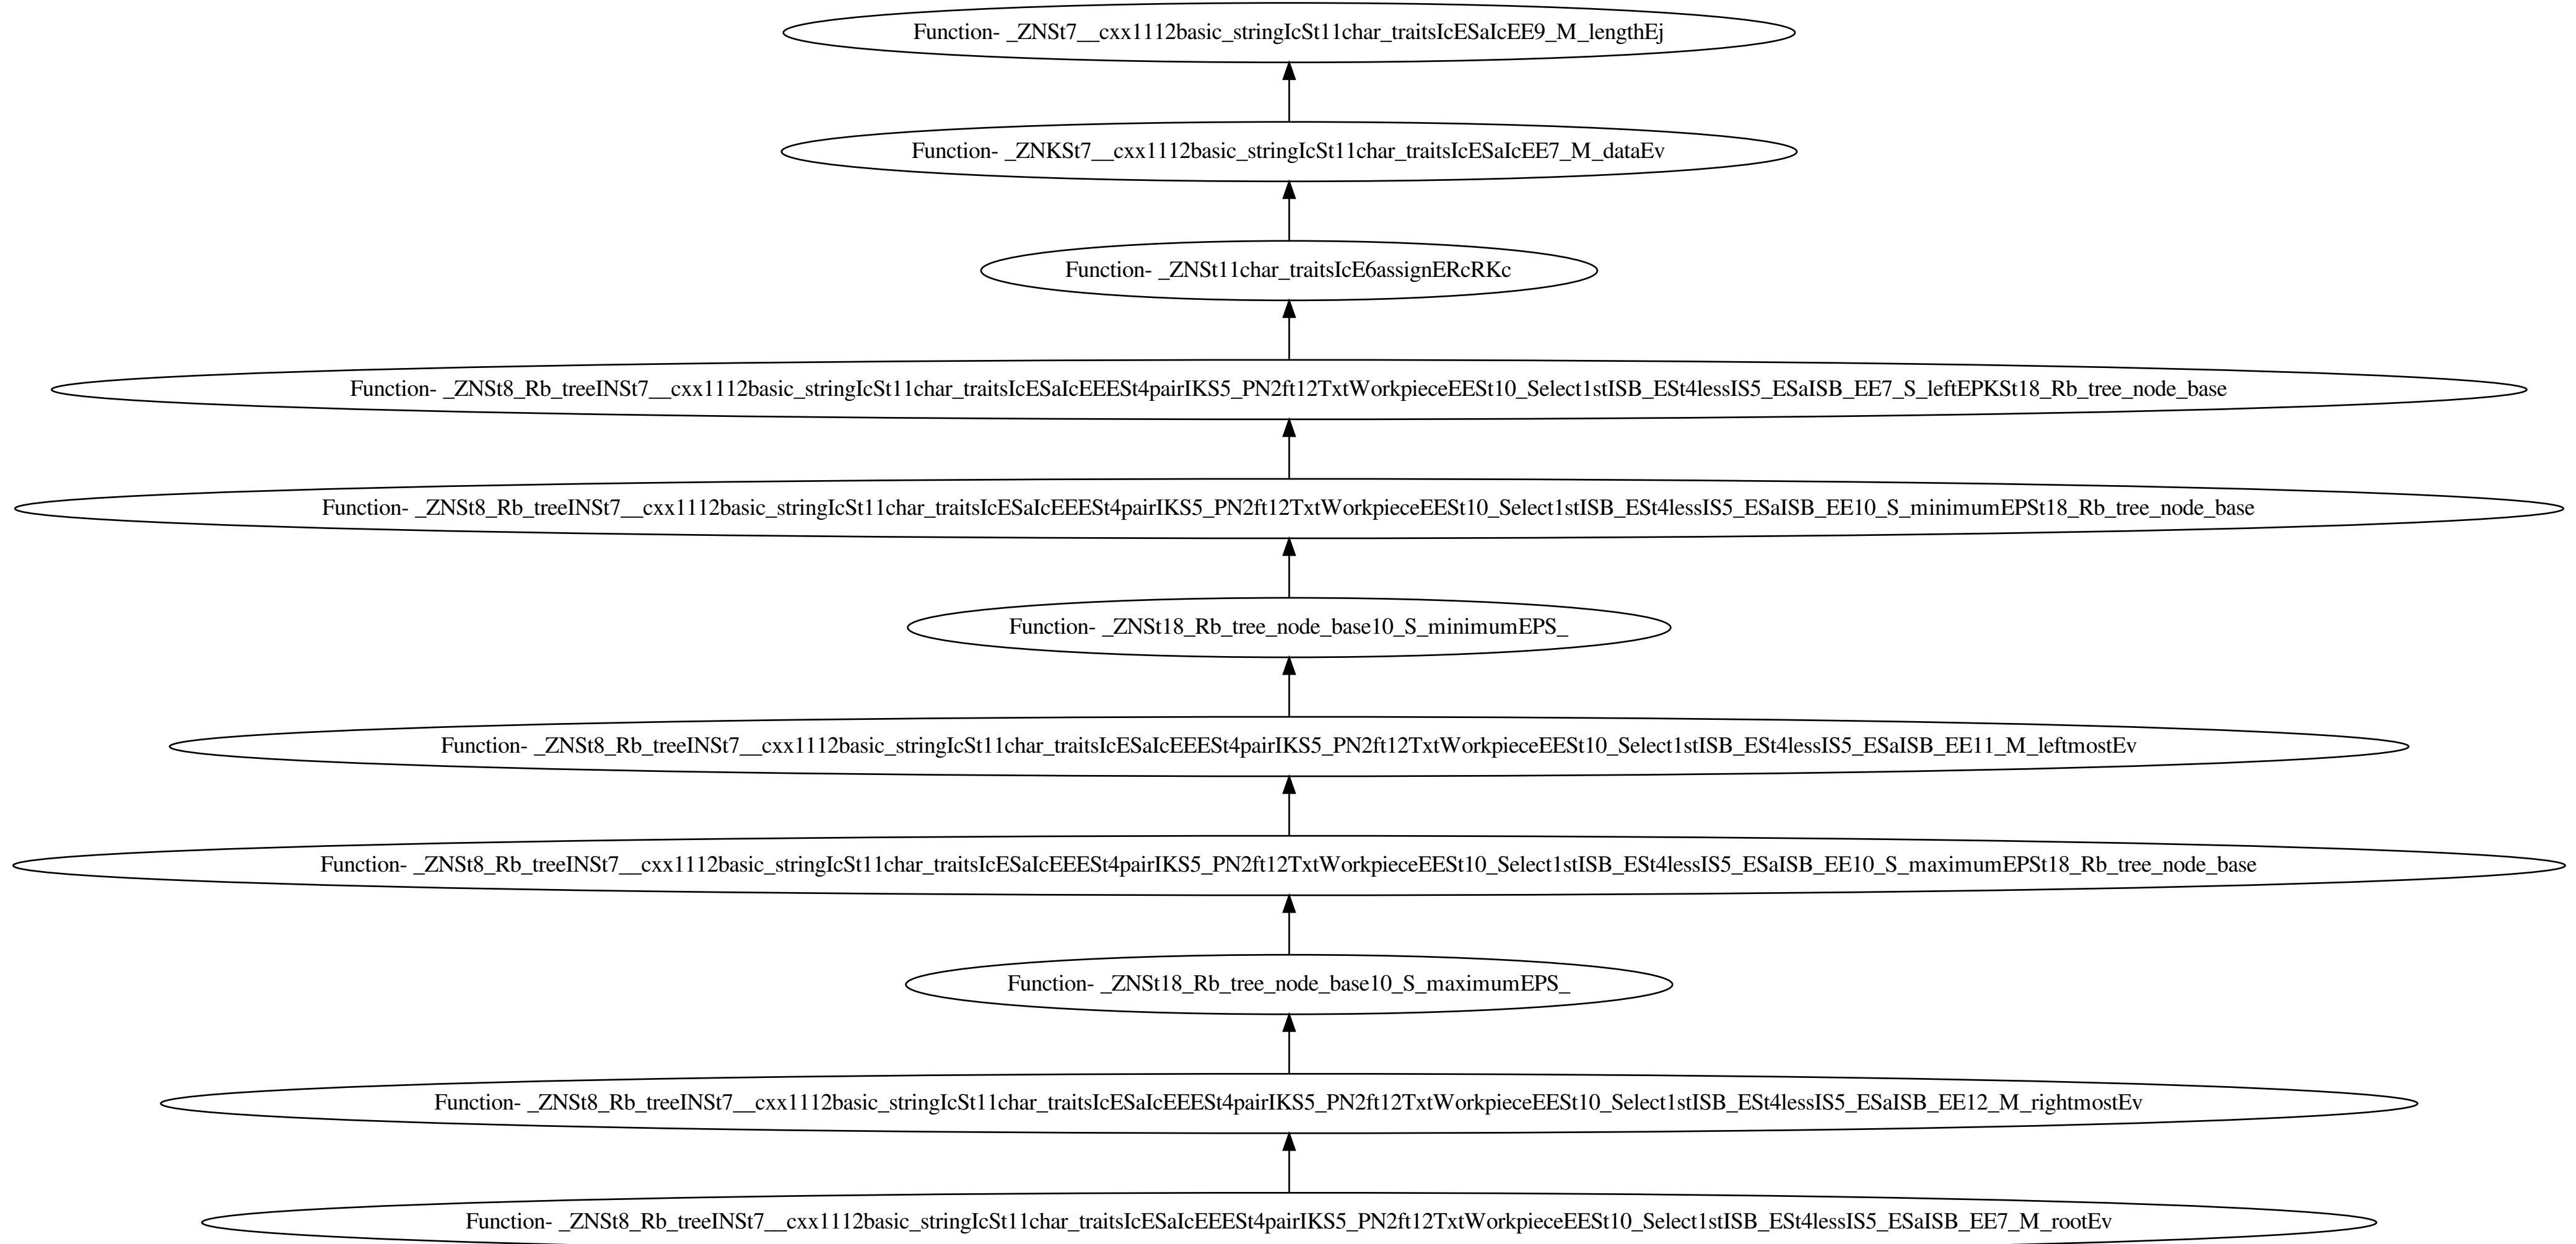 Function- _ZNSt7__cxx1112basic_stringIcSt11char_traitsIcESaIcEE9_M_lengthEj
Function- _ZNKSt7__cxx1112basic_stringIcSt11char_traitsIcESaIcEE7_M_dataEv
Function- _ZNSt11char_traitsIcE6assignERcRKc
Function- _ZNSt8_Rb_treeINSt7__cxx1112basic_stringIcSt11char_traitsIcESaIcEEESt4pairIKS5_PN2ft12TxtWorkpieceEESt10_Select1stISB_ESt4lessIS5_ESaISB_EE7_S_leftEPKSt18_Rb_tree_node_base
Function- _ZNSt8_Rb_treeINSt7__cxx1112basic_stringIcSt11char_traitsIcESaIcEEESt4pairIKS5_PN2ft12TxtWorkpieceEESt10_Select1stISB_ESt4lessIS5_ESaISB_EE10_S_minimumEPSt18_Rb_tree_node_base
Function- _ZNSt18_Rb_tree_node_base10_S_minimumEPS_
Function- _ZNSt8_Rb_treeINSt7__cxx1112basic_stringIcSt11char_traitsIcESaIcEEESt4pairIKS5_PN2ft12TxtWorkpieceEESt10_Select1stISB_ESt4lessIS5_ESaISB_EE11_M_leftmostEv
Function- _ZNSt8_Rb_treeINSt7__cxx1112basic_stringIcSt11char_traitsIcESaIcEEESt4pairIKS5_PN2ft12TxtWorkpieceEESt10_Select1stISB_ESt4lessIS5_ESaISB_EE10_S_maximumEPSt18_Rb_tree_node_base
Function- _ZNSt18_Rb_tree_node_base10_S_maximumEPS_
Function- _ZNSt8_Rb_treeINSt7__cxx1112basic_stringIcSt11char_traitsIcESaIcEEESt4pairIKS5_PN2ft12TxtWorkpieceEESt10_Select1stISB_ESt4lessIS5_ESaISB_EE12_M_rightmostEv
Function- _ZNSt8_Rb_treeINSt7__cxx1112basic_stringIcSt11char_traitsIcESaIcEEESt4pairIKS5_PN2ft12TxtWorkpieceEESt10_Select1stISB_ESt4lessIS5_ESaISB_EE7_M_rootEv